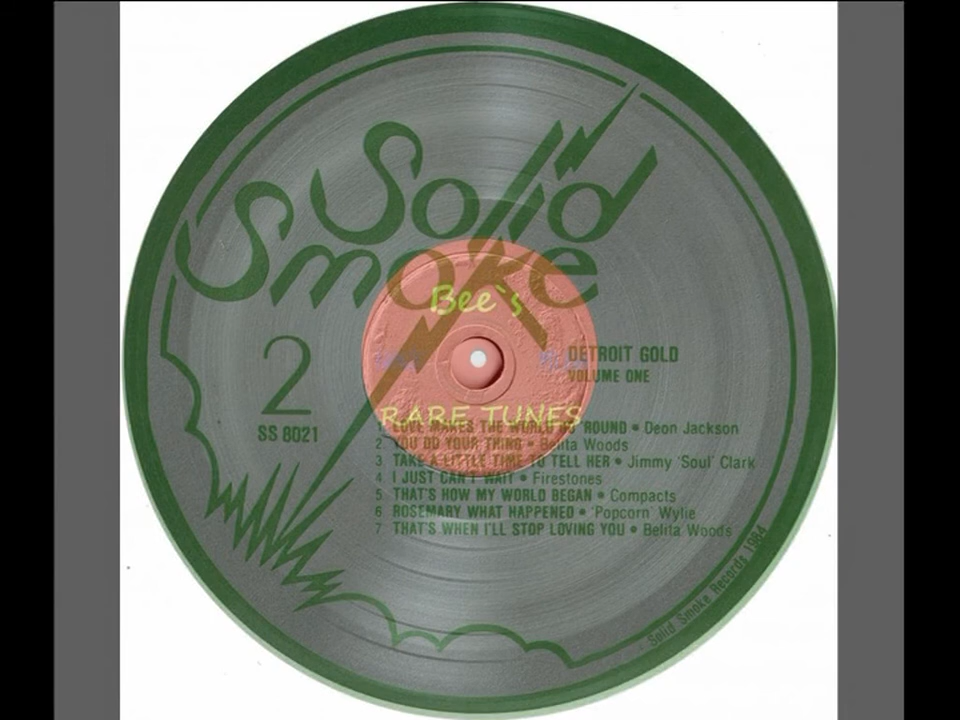 Solid
Smoke
Bee's
2
SS 8021
DETROIT GOLD
VOLUME ONE
RARE TUNES
1. LOVE MAKES THE WORLD GO 'ROUND • Deon Jackson
2. YOU DO YOUR THING • Belita Woods
3. TAKE A LITTLE TIME TO TELL HER • Jimmy 'Soul' Clark
4. I JUST CAN'T WAIT • Firestones
5. THAT'S HOW MY WORLD BEGAN • Compacts
6. ROSEMARY WHAT HAPPENED • 'Popcorn' Wylie
7. THAT'S WHEN I'LL STOP LOVING YOU • Belita Woods
Solid Smoke Records 1984